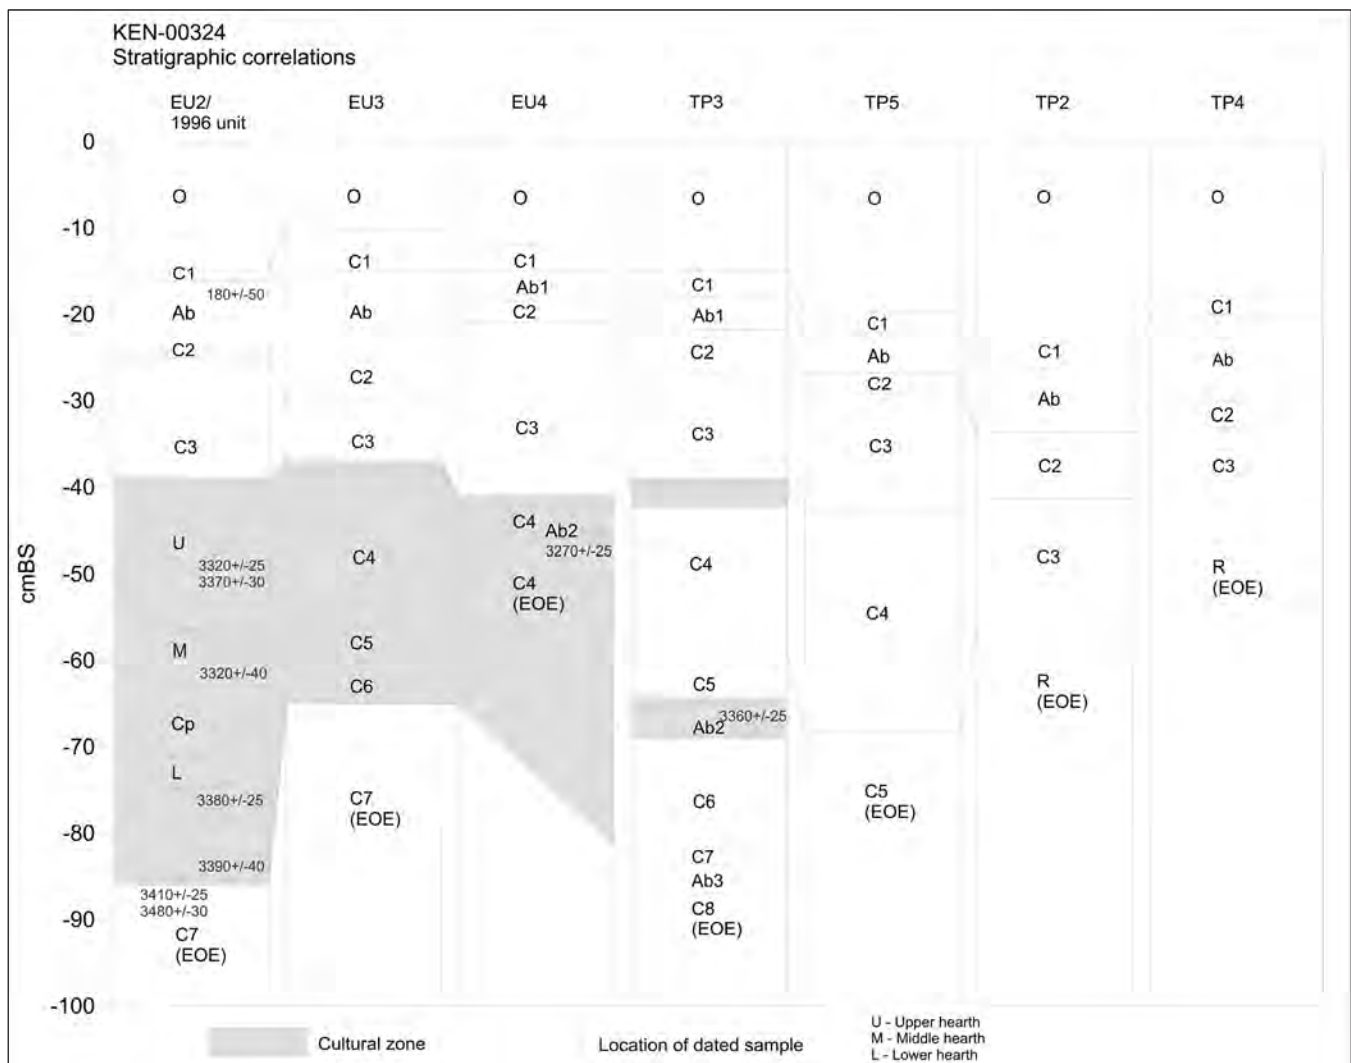 KEN-00324
Stratigraphic correlations
EU2/
1996 unit
EU3
EU4
TP3
TP5
TP2
TP4
cmBS
0
-10
-20
-30
-40
-50
-60
-70
-80
-90
-100
O
C1
180+/-50
Ab
C2
C3
U
3320+/-25
3370+/-30
M
3320+/-40
Cp
L
3380+/-25
3390+/-40
3410+/-25
3480+/-30
C7
(EOE)
O
C1
Ab
C2
C3
C4
C5
C6
C7
(EOE)
O
C1
Ab1
C2
C3
C4
Ab2
3270+/-25
C4
(EOE)
O
C1
Ab1
C2
C3
C4
C5
3360+/-25
Ab2
C6
C7
Ab3
C8
(EOE)
O
C1
Ab
C2
C3
C4
C5
(EOE)
O
C1
Ab
C2
C3
R
(EOE)
O
C1
Ab
C2
C3
R
(EOE)
Cultural zone
Location of dated sample
U - Upper hearth
M - Middle hearth
L - Lower hearth